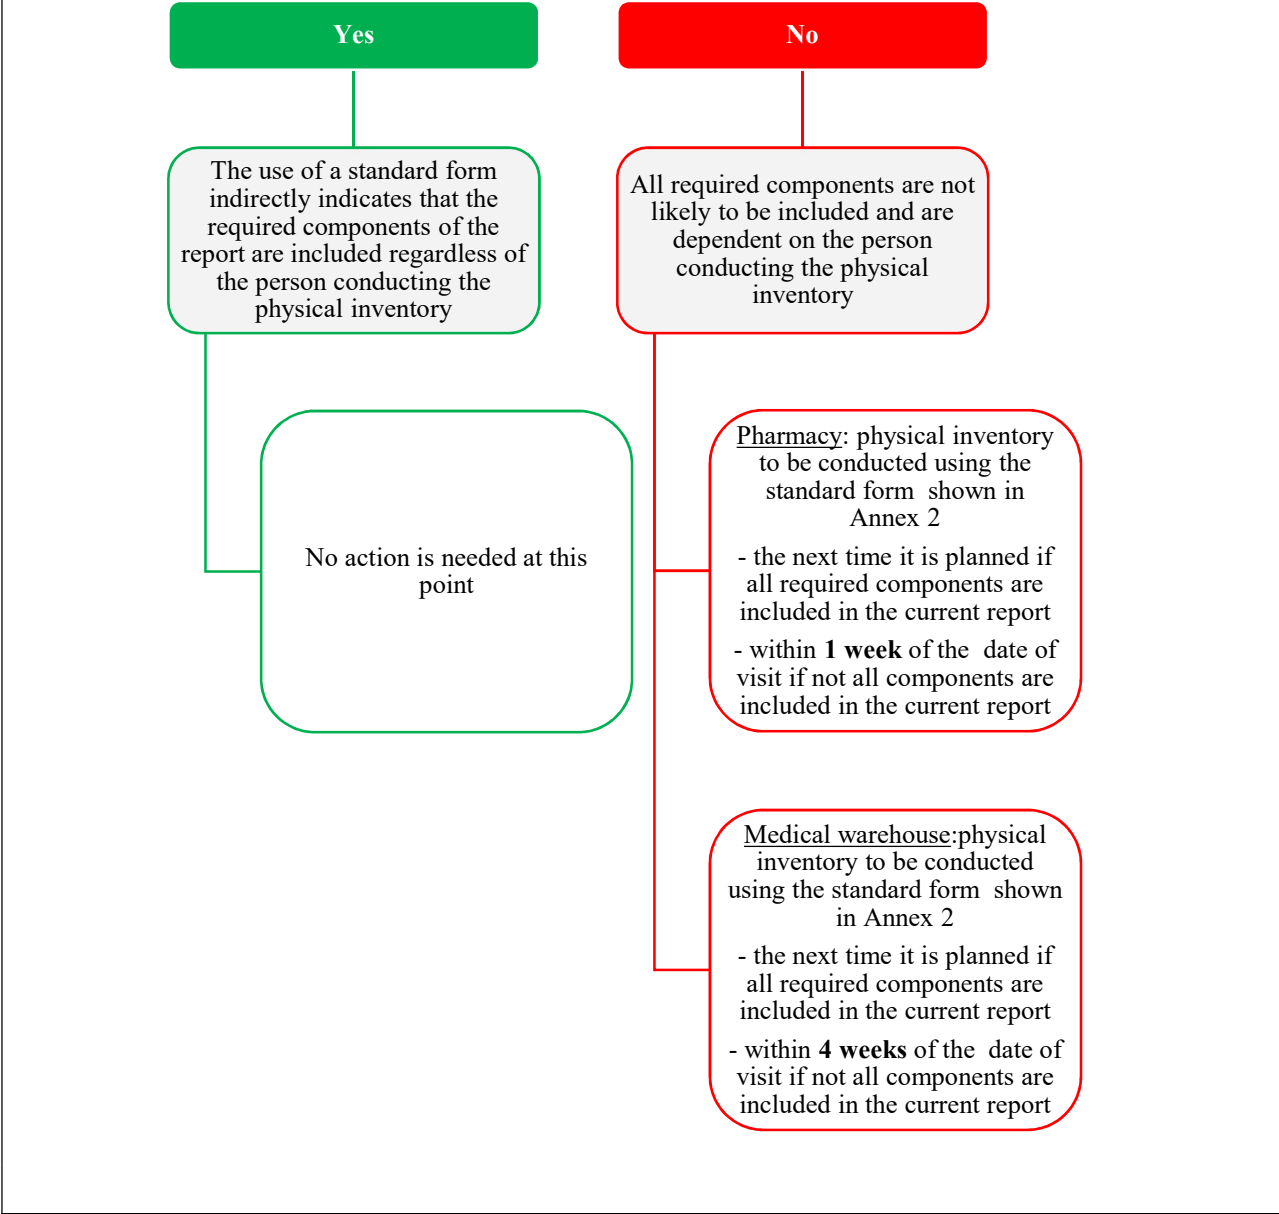 Yes
The use of a standard form
indirectly indicates that the
required components of the
report are included regardless of
the person conducting the
physical inventory
No action is needed at this
point
No
All required components are not
likely to be included and are
dependent on the person
conducting the physical
inventory
Pharmacy: physical inventory
to be conducted using the
standard form shown in
Annex 2
- the next time it is planned if
all required components are
included in the current report
- within 1 week of the date of
visit if not all components are
included in the current report
Medical warehouse:physical
inventory to be conducted
using the standard form shown
in Annex 2
- the next time it is planned if
all required components are
included in the current report
- within 4 weeks of the date of
visit if not all components are
included in the current report